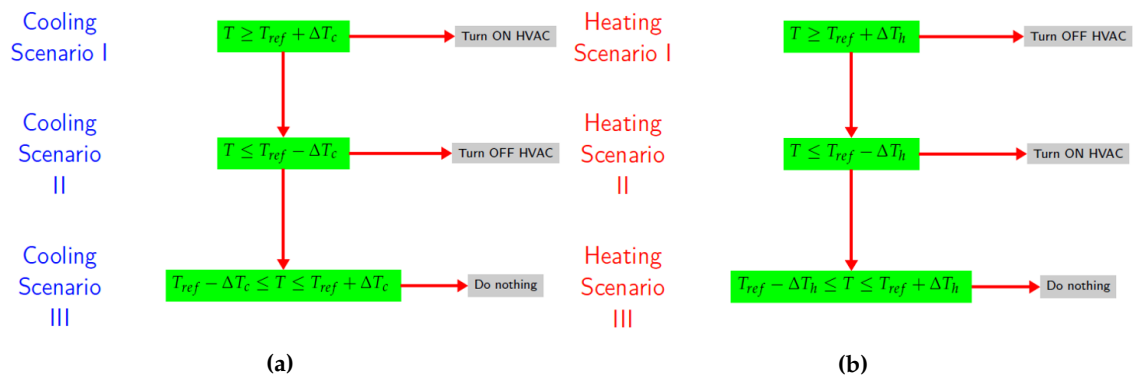 Cooling
Scenario I
T ≥ T_ref + ΔT_c
Turn ON HVAC
Cooling
Scenario
II
T ≤ T_ref − ΔT_c
Turn OFF HVAC
Cooling
Scenario
III
T_ref − ΔT_c ≤ T ≤ T_ref + ΔT_c
Do nothing
(a)
Heating
Scenario I
T ≥ T_ref + ΔT_h
Turn OFF HVAC
Heating
Scenario
II
T ≤ T_ref − ΔT_h
Turn ON HVAC
Heating
Scenario
III
T_ref − ΔT_h ≤ T ≤ T_ref + ΔT_h
Do nothing
(b)